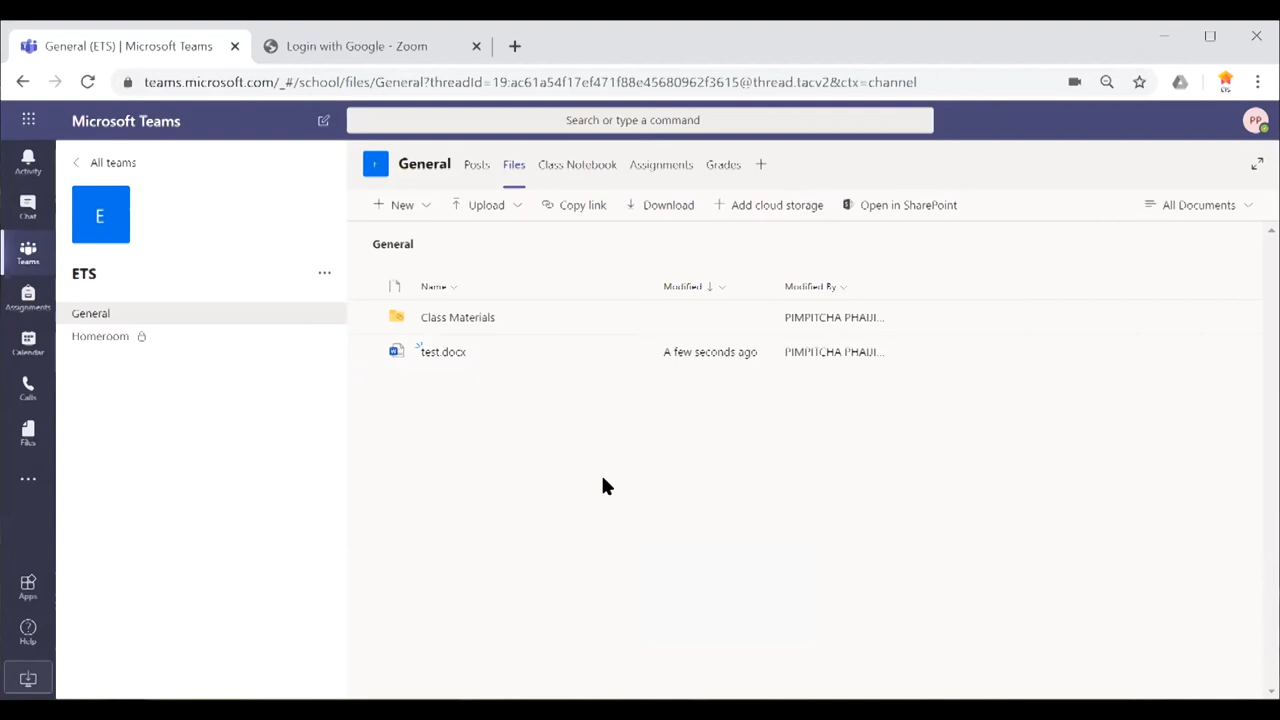 General (ETS) | Microsoft Teams
Login with Google - Zoom
teams.microsoft.com/_#/school/files/General?threadId=19:ac61a54f17ef471f88e45680962f3615@thread.tacv2&ctx=channel
ETS
Microsoft Teams
Search or type a command
PP
Activity
Chat
Teams
Assignments
Calendar
Calls
Files
Apps
Help
All teams
E
ETS
General
Homeroom
General Posts Files Class Notebook Assignments Grades
New Upload Copy link Download Add cloud storage Open in SharePoint All Documents
General
Name Modified Modified By
Class Materials PIMPITCHA PHAIJI...
test.docx A few seconds ago PIMPITCHA PHAIJI...